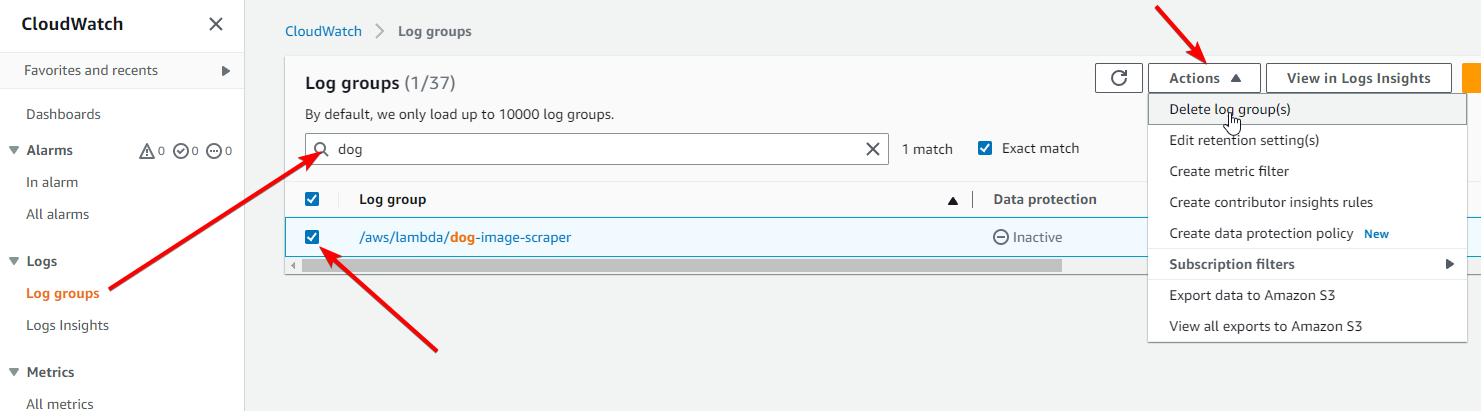 CloudWatch
Favorites and recents
Dashboards
Alarms 0 0 0
In alarm
All alarms
Logs
Log groups
Logs Insights
Metrics
All metrics
CloudWatch Log groups
Log groups (1/37)
Actions
View in Logs Insights
By default, we only load up to 10000 log groups.
dog
1 match
Exact match
Log group
Data protection
/aws/lambda/dog-image-scraper
Inactive
Delete log group(s)
Edit retention setting(s)
Create metric filter
Create contributor insights rules
Create data protection policy New
Subscription filters
Export data to Amazon S3
View all exports to Amazon S3